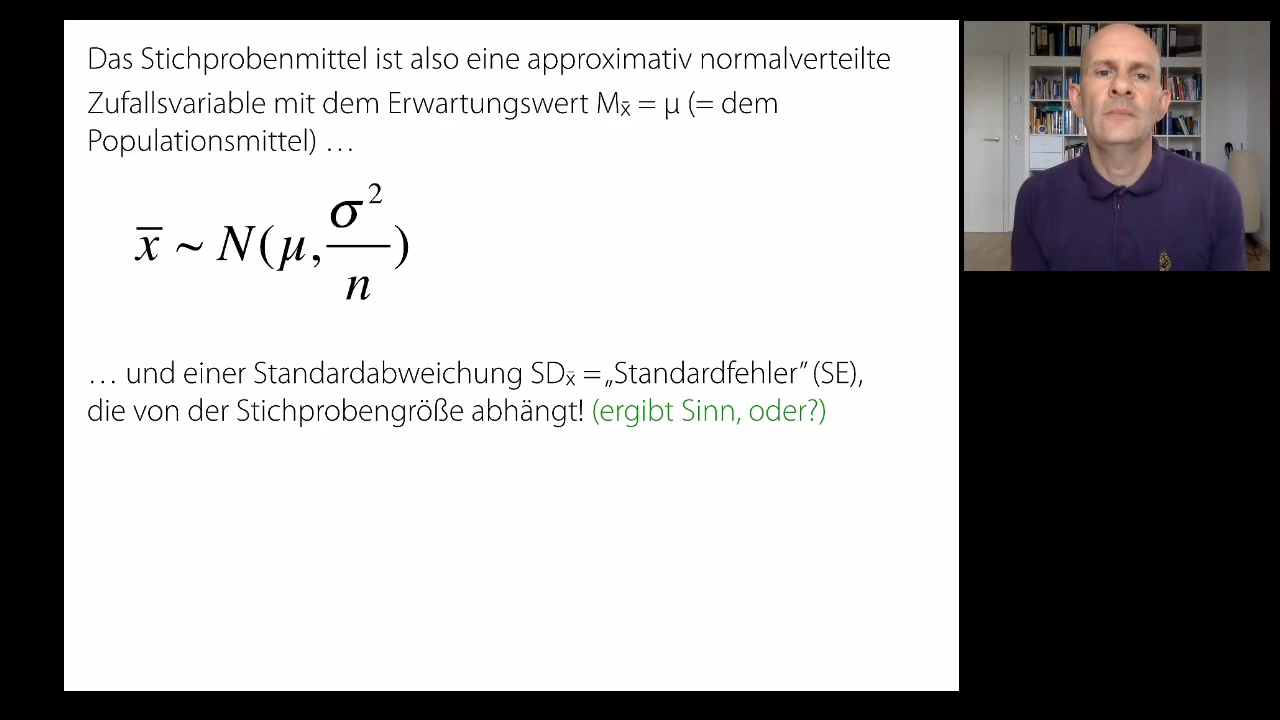 Das Stichprobenmittel ist also eine approximativ normalverteilte
Zufallsvariable mit dem Erwartungswert Mx̄ = μ (= dem
Populationsmittel) …
x̄ ~ N(μ, σ²/n)
… und einer Standardabweichung SDx̄ = „Standardfehler” (SE),
die von der Stichprobengröße abhängt! (ergibt Sinn, oder?)